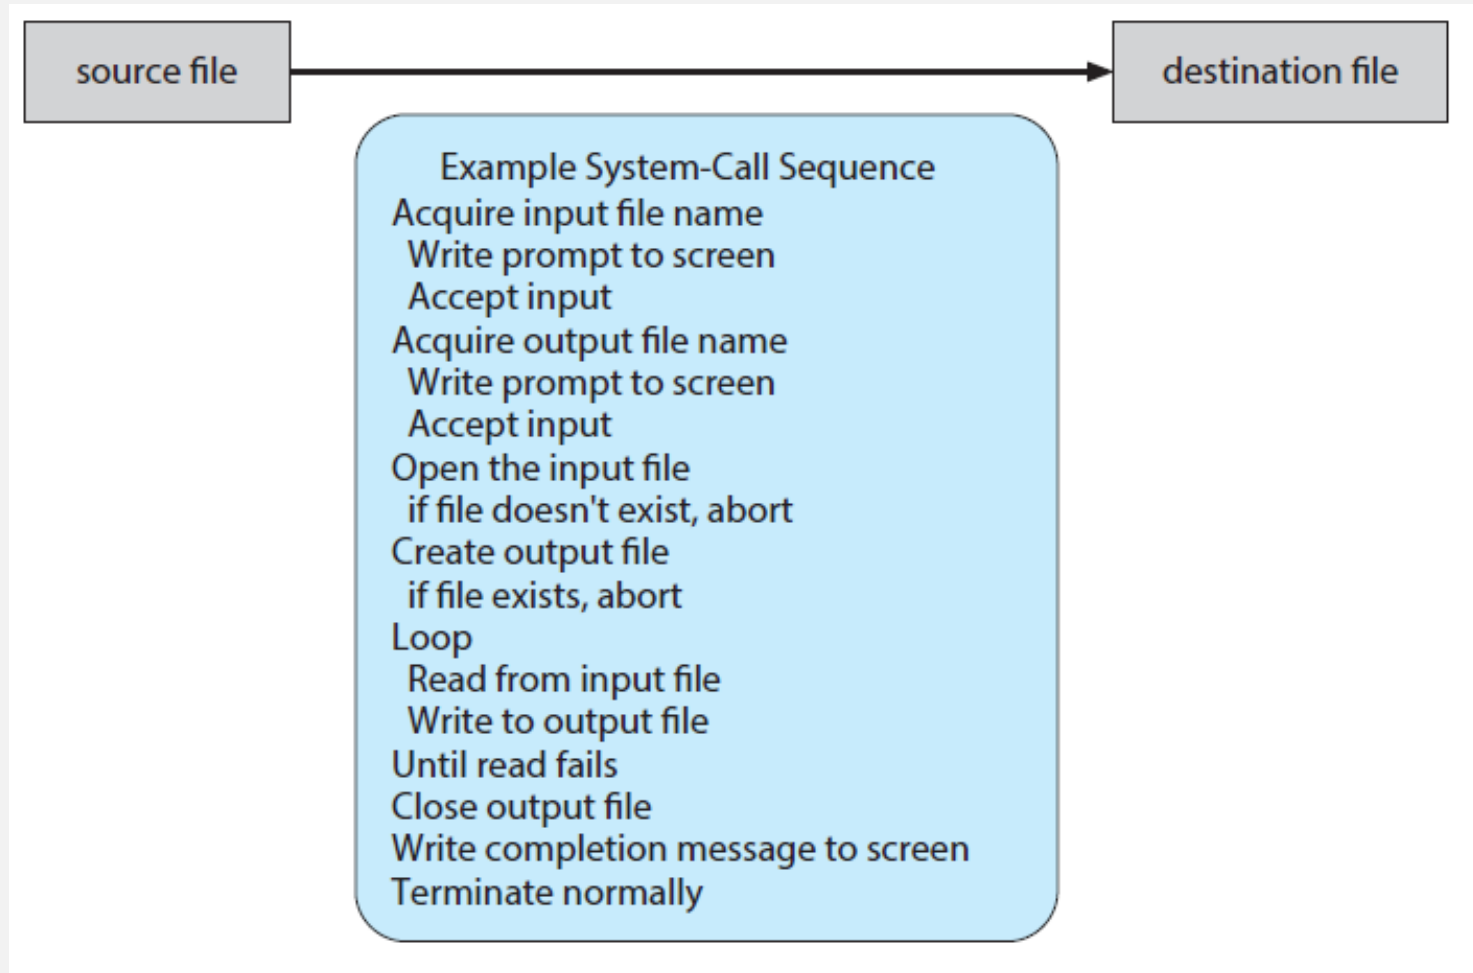 source file
destination file
Example System-Call Sequence
Acquire input file name
Write prompt to screen
Accept input
Acquire output file name
Write prompt to screen
Accept input
Open the input file
if file doesn't exist, abort
Create output file
if file exists, abort
Loop
Read from input file
Write to output file
Until read fails
Close output file
Write completion message to screen
Terminate normally